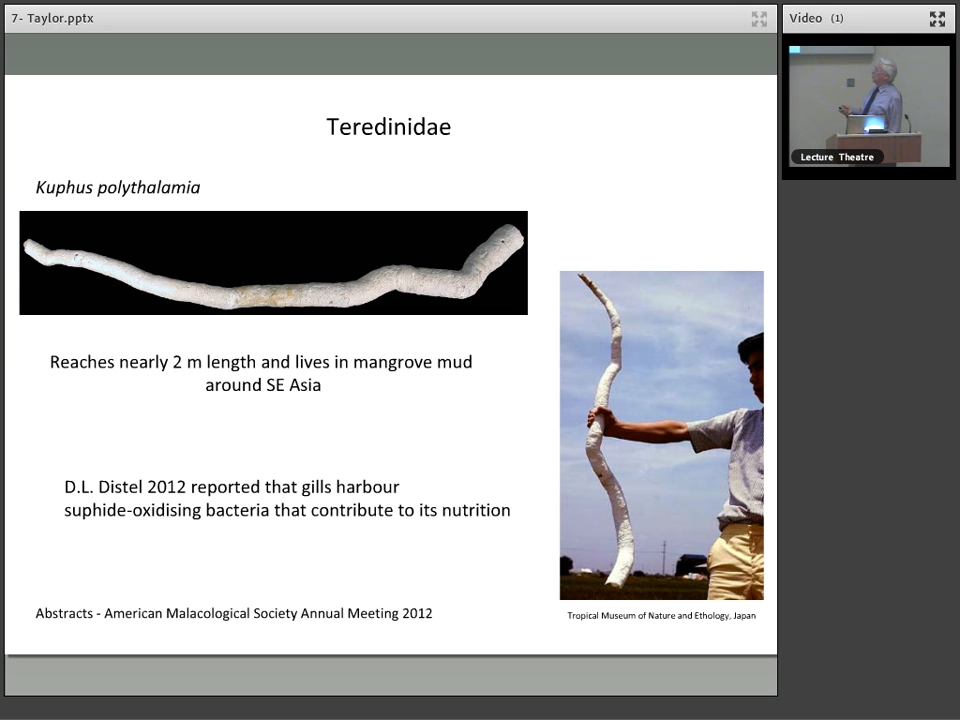 7- Taylor.pptx
Video (1)
Lecture Theatre
Teredinidae
Kuphus polythalamia
Reaches nearly 2 m length and lives in mangrove mud
around SE Asia
D.L. Distel 2012 reported that gills harbour
suphide-oxidising bacteria that contribute to its nutrition
Abstracts - American Malacological Society Annual Meeting 2012
Tropical Museum of Nature and Ethology, Japan